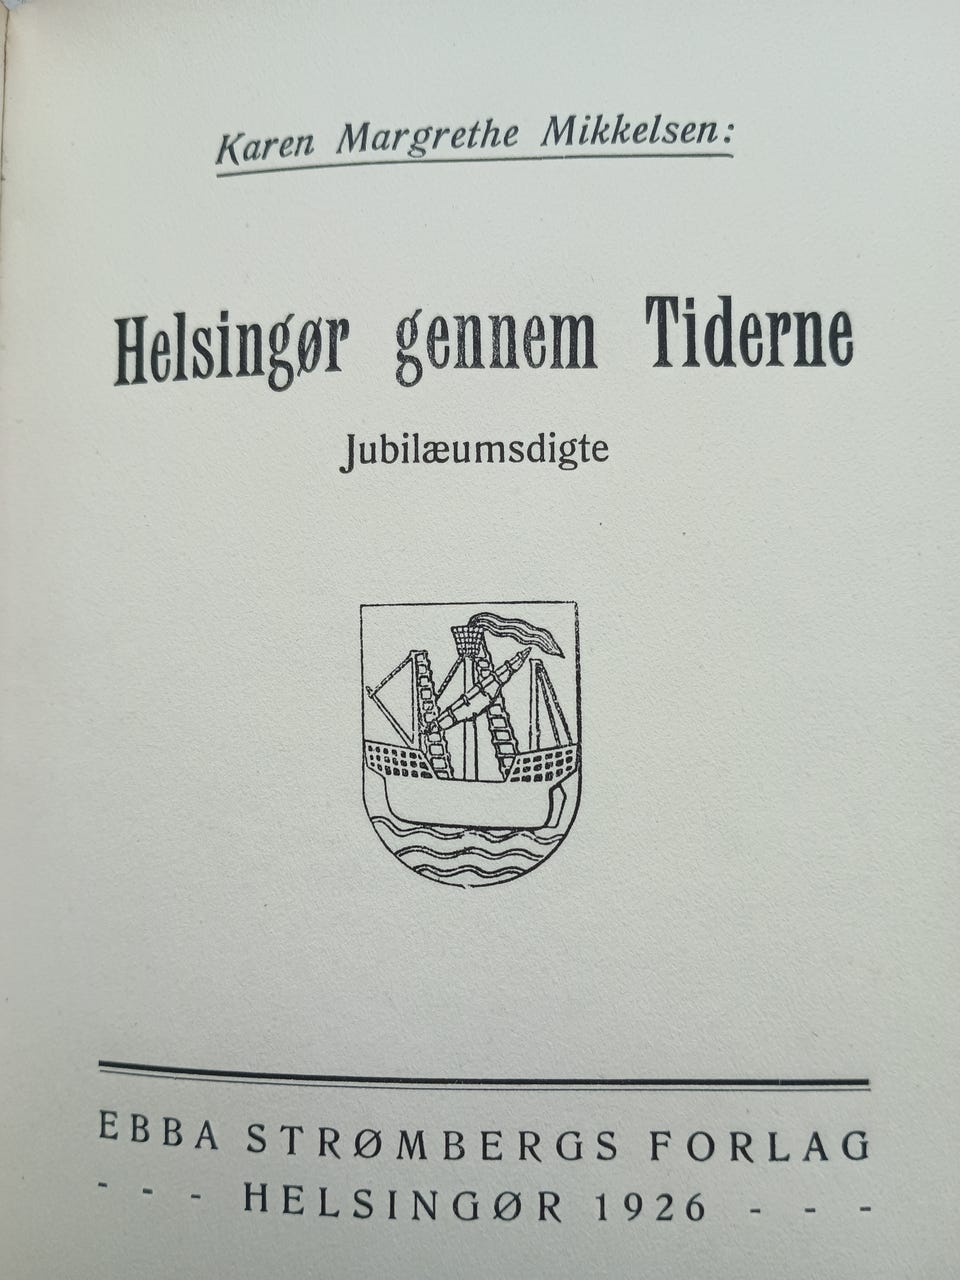 Karen Margrethe Mikkelsen:
Helsingør gennem Tiderne
Jubilæumsdigte
EBBA STRØMBERGS FORLAG
- - - HELSINGØR 1926 - - -